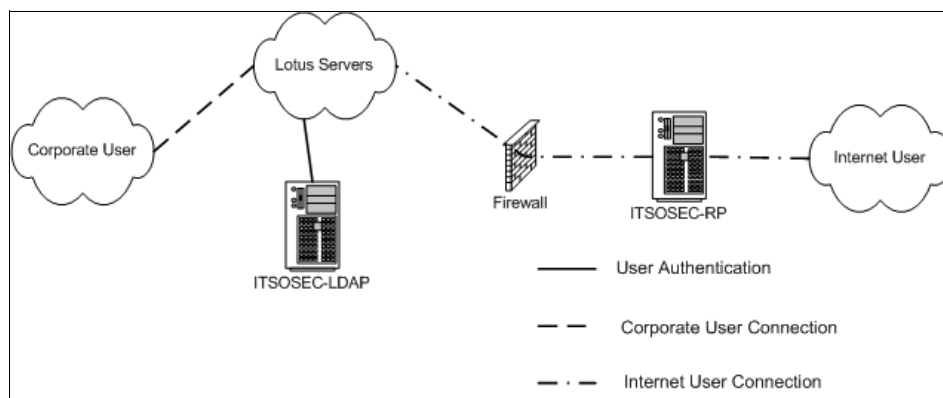 Lotus Servers
Corporate User
Internet User
Firewall
ITSOSEC-RP
ITSOSEC-LDAP
User Authentication
Corporate User Connection
Internet User Connection